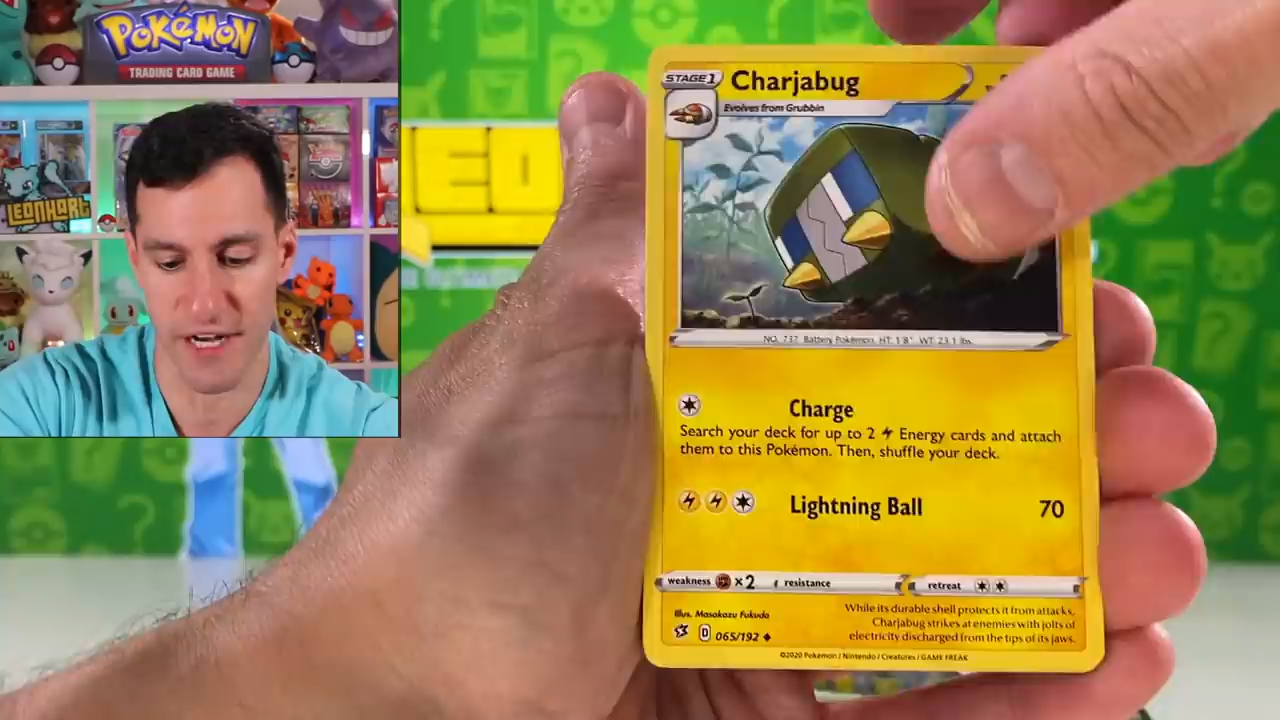 Pokémon
TRADING CARD GAME
LEONHART
EO
STAGE 1
Charjabug
Evolves from Grubbin
NO. 737 Battery Pokémon HT: 1'8" WT: 23.1 lbs.
Charge
Search your deck for up to 2 Energy cards and attach
them to this Pokémon. Then, shuffle your deck.
Lightning Ball 70
weakness ×2 resistance retreat
Illus. Masakazu Fukuda
D 065/192
While its durable shell protects it from attacks,
Charjabug strikes at enemies with jolts of
electricity discharged from the tips of its jaws.
©2020 Pokémon / Nintendo / Creatures / GAME FREAK